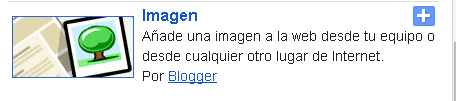 Imagen
Añade una imagen a la web desde tu equipo o
desde cualquier otro lugar de Internet.
Por Blogger